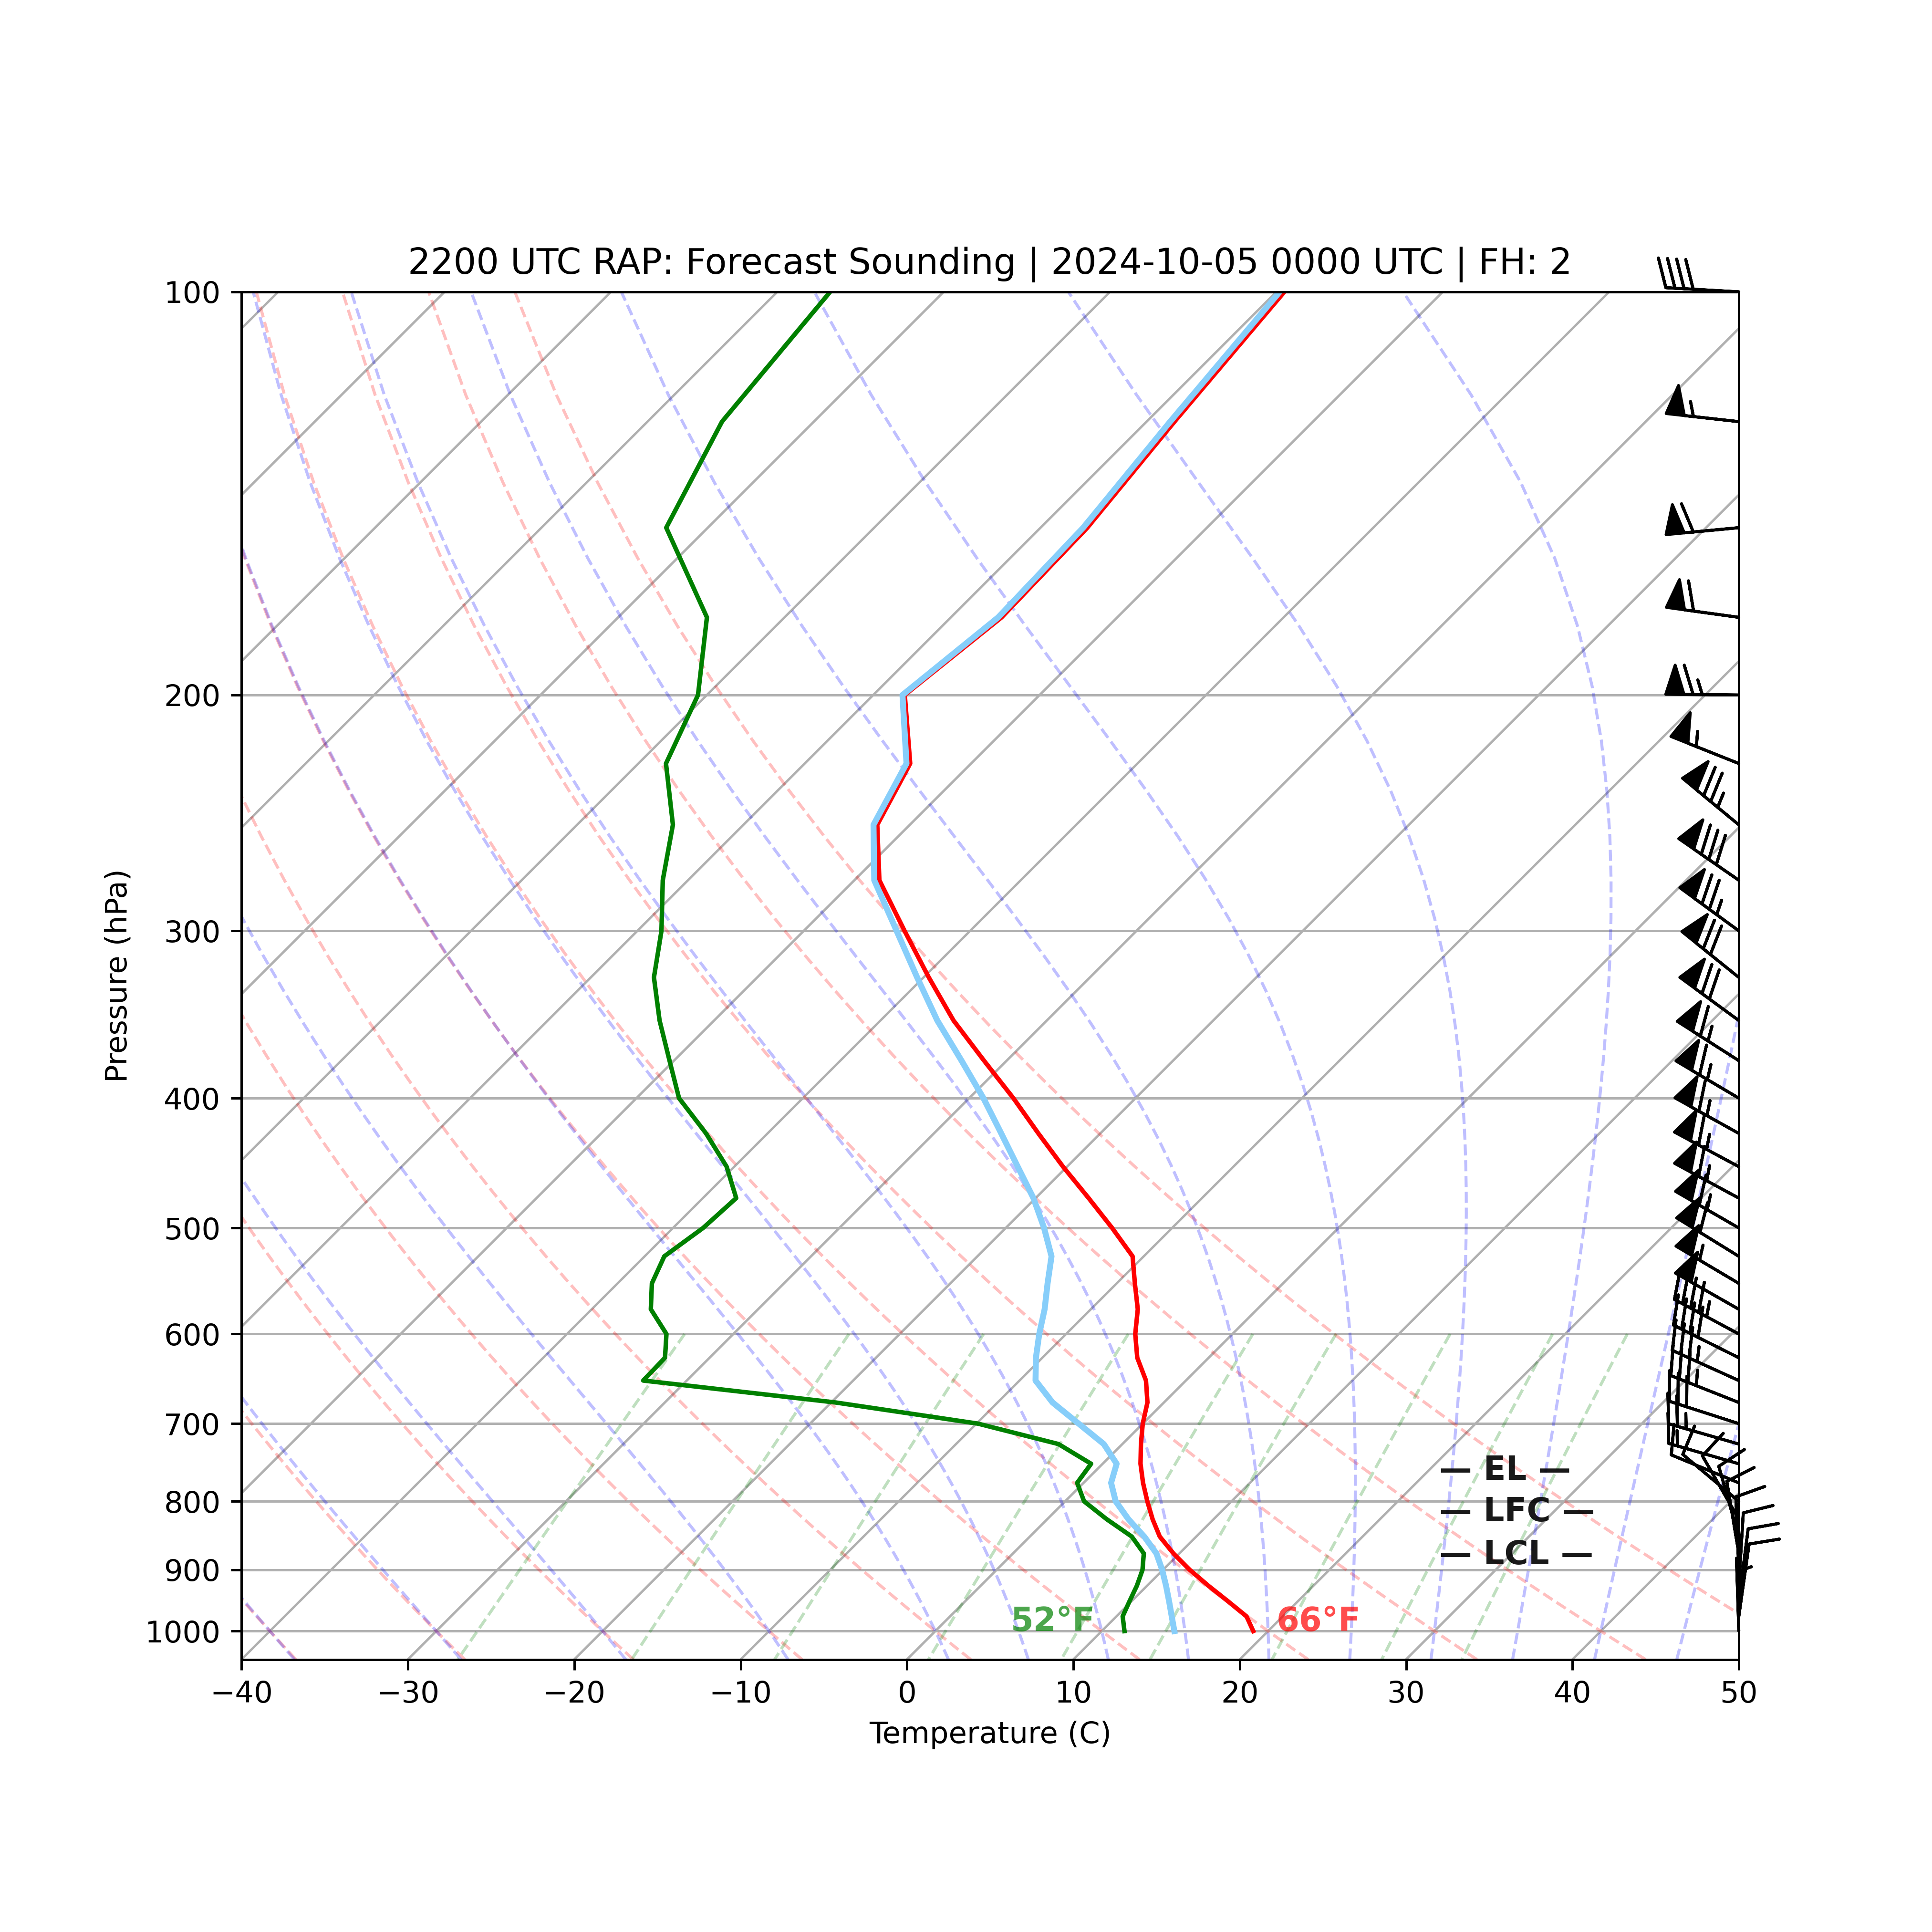 2200 UTC RAP: Forecast Sounding | 2024-10-05 0000 UTC | FH: 2
100
200
300
400
500
600
700
800
900
1000
Pressure (hPa)
— EL —
— LFC —
— LCL —
52°F
66°F
−40 −30 −20 −10 0 10 20 30 40 50
Temperature (C)